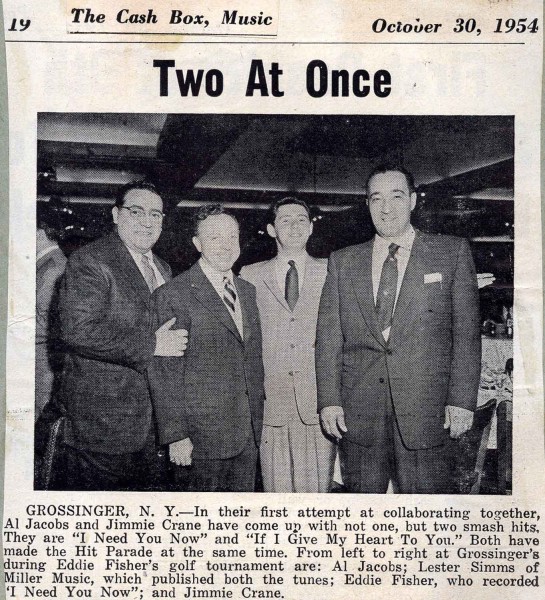 19 The Cash Box, Music October 30, 1954
Two At Once
GROSSINGER, N. Y.—In their first attempt at collaborating together,
Al Jacobs and Jimmie Crane have come up with not one, but two smash hits.
They are "I Need You Now" and "If I Give My Heart To You." Both have
made the Hit Parade at the same time. From left to right at Grossinger's
during Eddie Fisher's golf tournament are: Al Jacobs; Lester Simms of
Miller Music, which published both the tunes; Eddie Fisher, who recorded
'I Need You Now"; and Jimmie Crane.